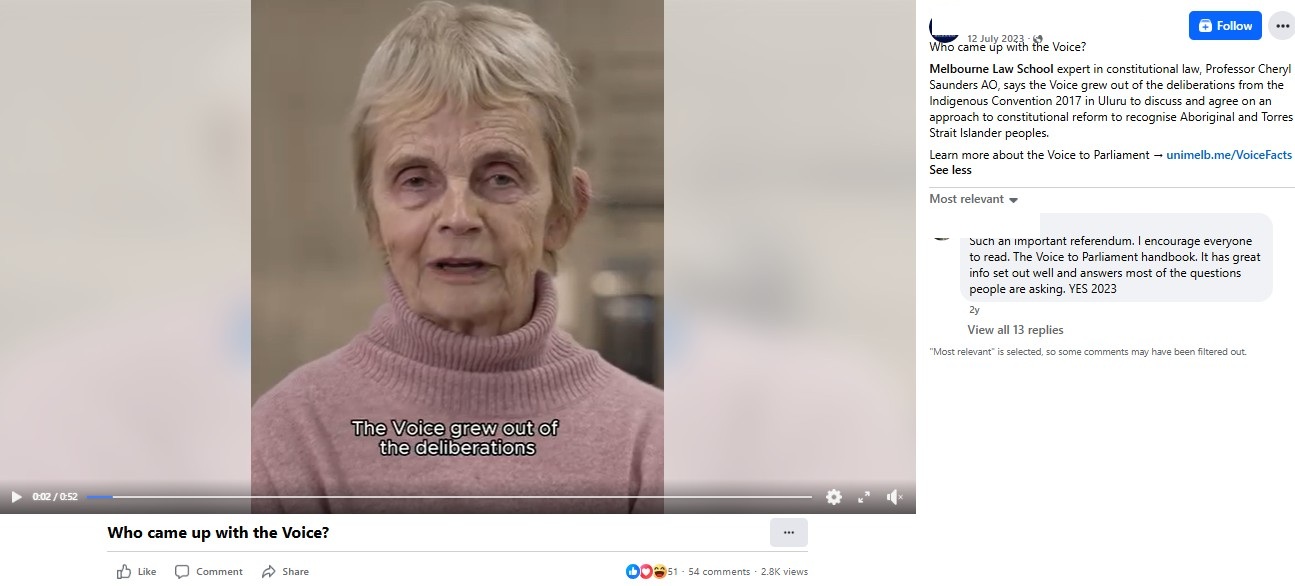 The Voice grew out of
the deliberations
0:02 / 0:52
Who came up with the Voice?
Like
Comment
Share
51 · 54 comments · 2.8K views
Follow
12 July 2023 ·
Who came up with the Voice?
Melbourne Law School expert in constitutional law, Professor Cheryl
Saunders AO, says the Voice grew out of the deliberations from the
Indigenous Convention 2017 in Uluru to discuss and agree on an
approach to constitutional reform to recognise Aboriginal and Torres
Strait Islander peoples.
Learn more about the Voice to Parliament → unimelb.me/VoiceFacts
See less
Most relevant
Such an important referendum. I encourage everyone
to read. The Voice to Parliament handbook. It has great
info set out well and answers most of the questions
people are asking. YES 2023
2y
View all 13 replies
"Most relevant" is selected, so some comments may have been filtered out.